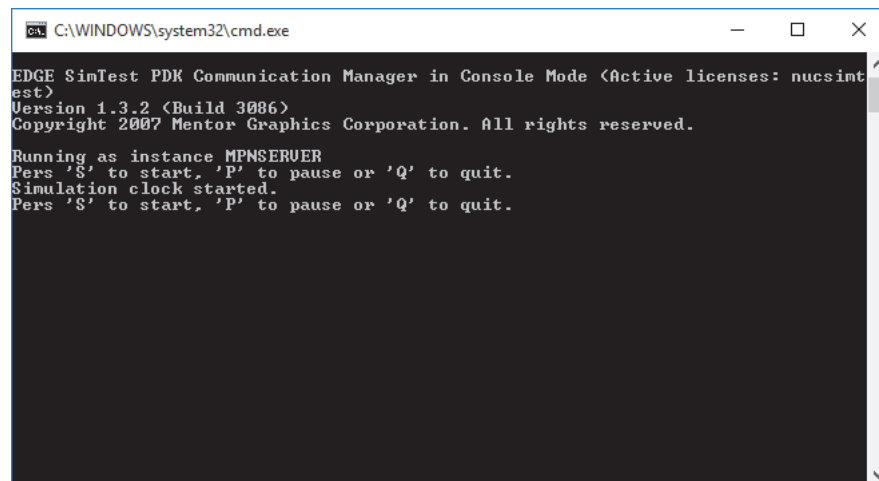 C:\WINDOWS\system32\cmd.exe
EDGE SimTest PDK Communication Manager in Console Mode (Active licenses: nucsimt
est)
Version 1.3.2 (Build 3086)
Copyright 2007 Mentor Graphics Corporation. All rights reserved.
Running as instance MPNSERVER
Pers 'S' to start, 'P' to pause or 'Q' to quit.
Simulation clock started.
Pers 'S' to start, 'P' to pause or 'Q' to quit.